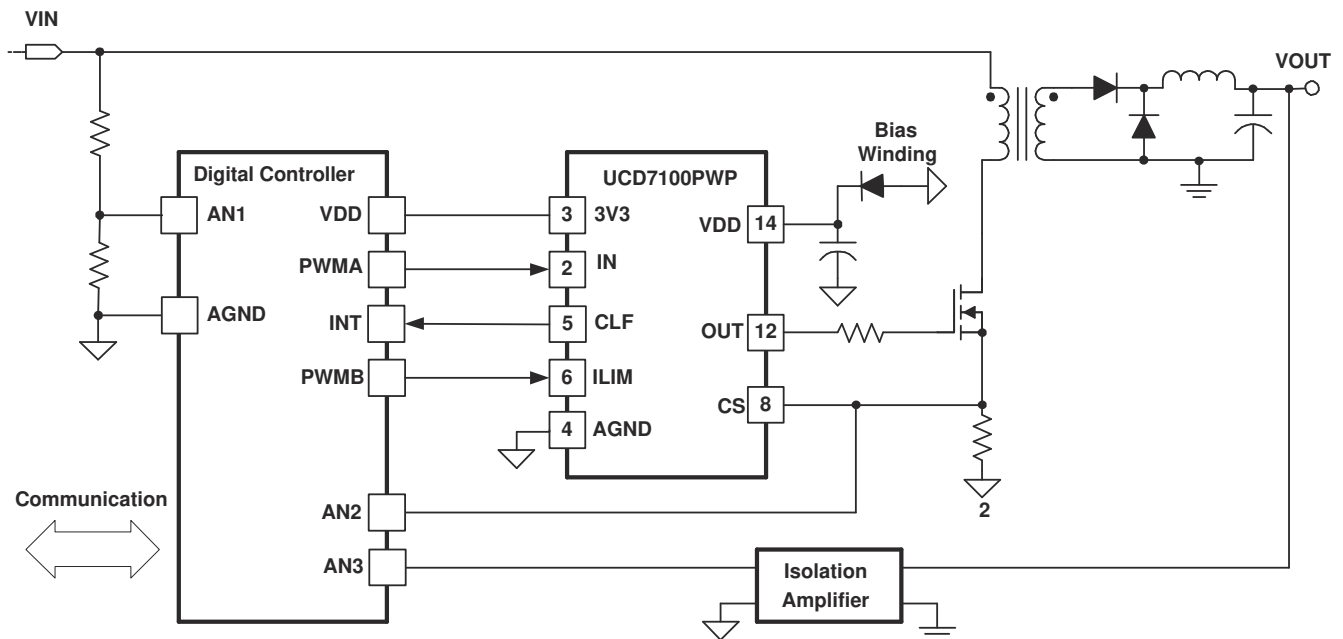 VIN
VOUT
Bias
Winding
Digital Controller
UCD7100PWP
AN1
VDD
3
3V3
VDD
14
PWMA
2
IN
AGND
INT
5
CLF
OUT
12
PWMB
6
ILIM
CS
8
4
AGND
Communication
AN2
2
AN3
Isolation
Amplifier